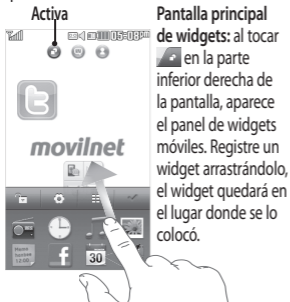 Activa
Pantalla principal
de widgets: al tocar
en la parte
inferior derecha de
la pantalla, aparece
el panel de widgets
móviles. Registre un
widget arrastrándolo,
el widget quedará en
el lugar donde se lo
colocó.
05:08PM
movilnet
30